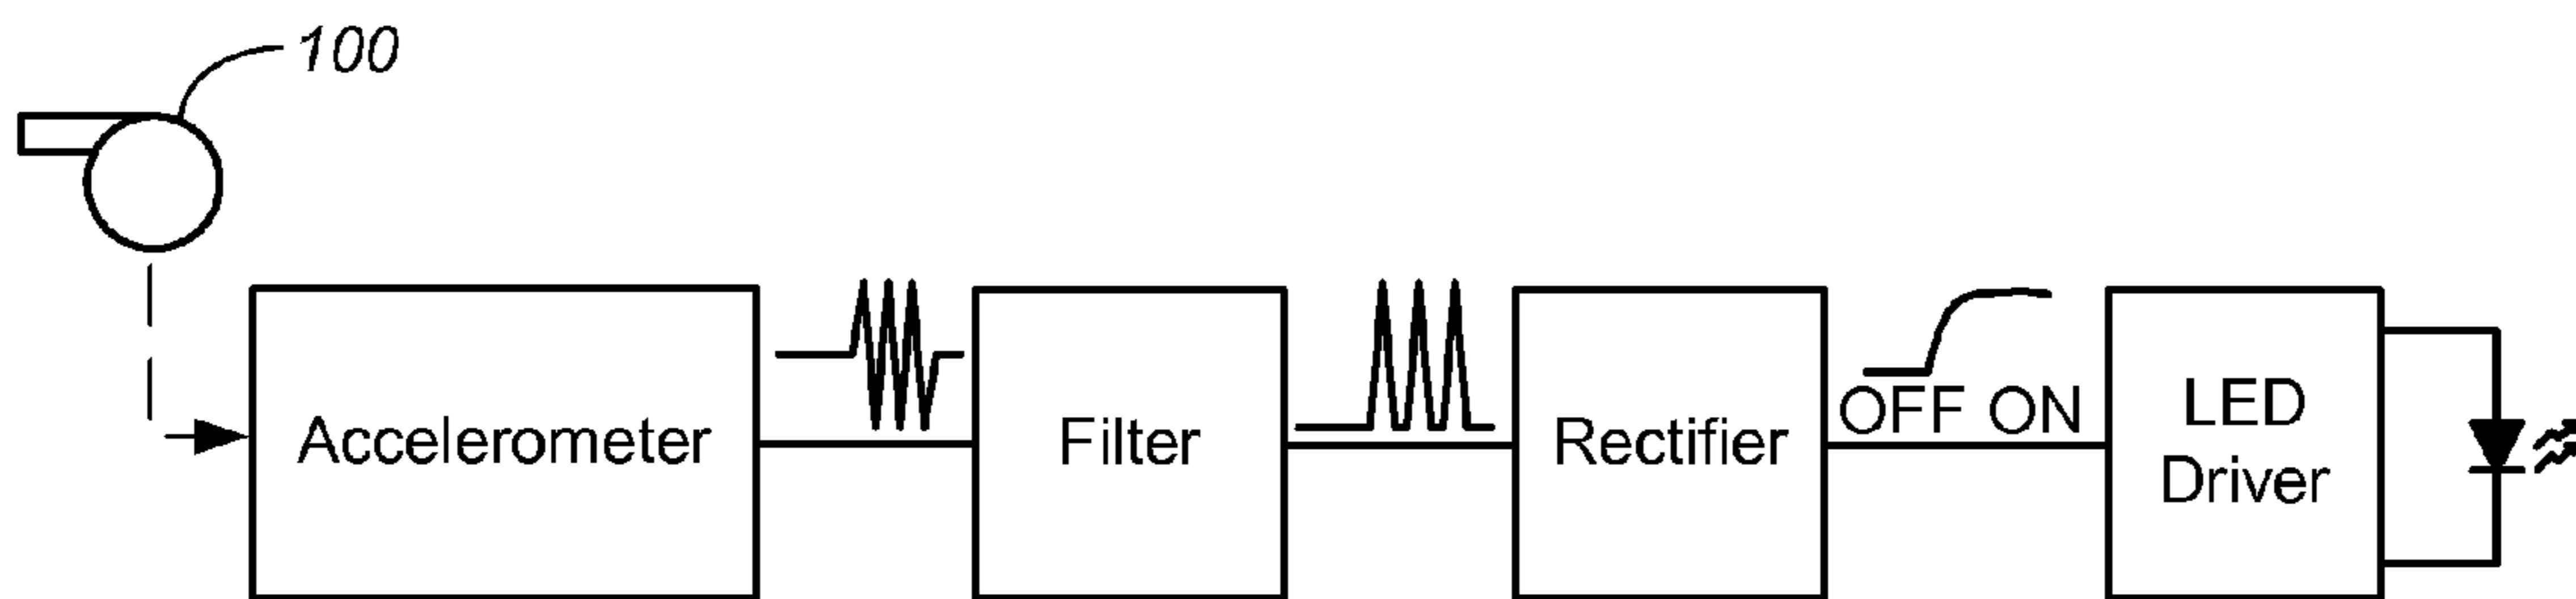 100
Accelerometer
Filter
Rectifier
OFF ON
LED
Driver